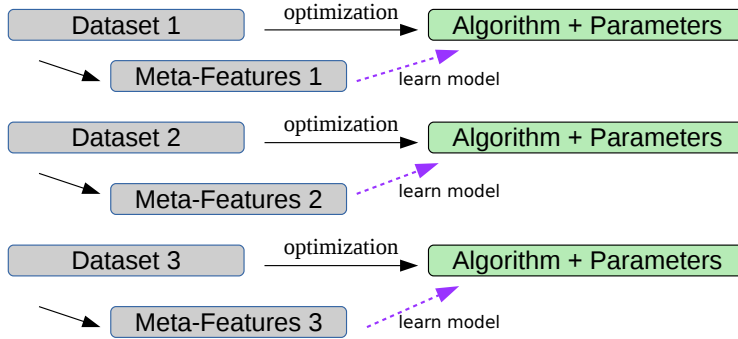 Dataset 1
optimization
Algorithm + Parameters
Meta-Features 1
learn model
Dataset 2
optimization
Algorithm + Parameters
Meta-Features 2
learn model
Dataset 3
optimization
Algorithm + Parameters
Meta-Features 3
learn model